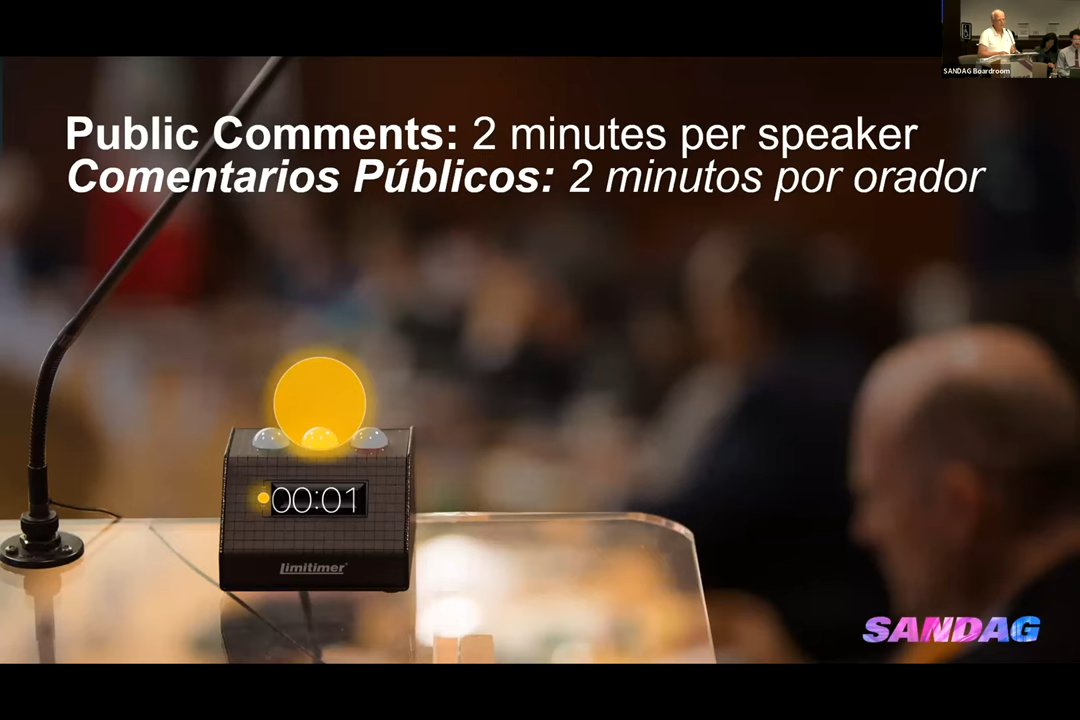 SANDAG Boardroom
Public Comments: 2 minutes per speaker
Comentarios Públicos: 2 minutos por orador
00:01
Limitimer
SANDAG